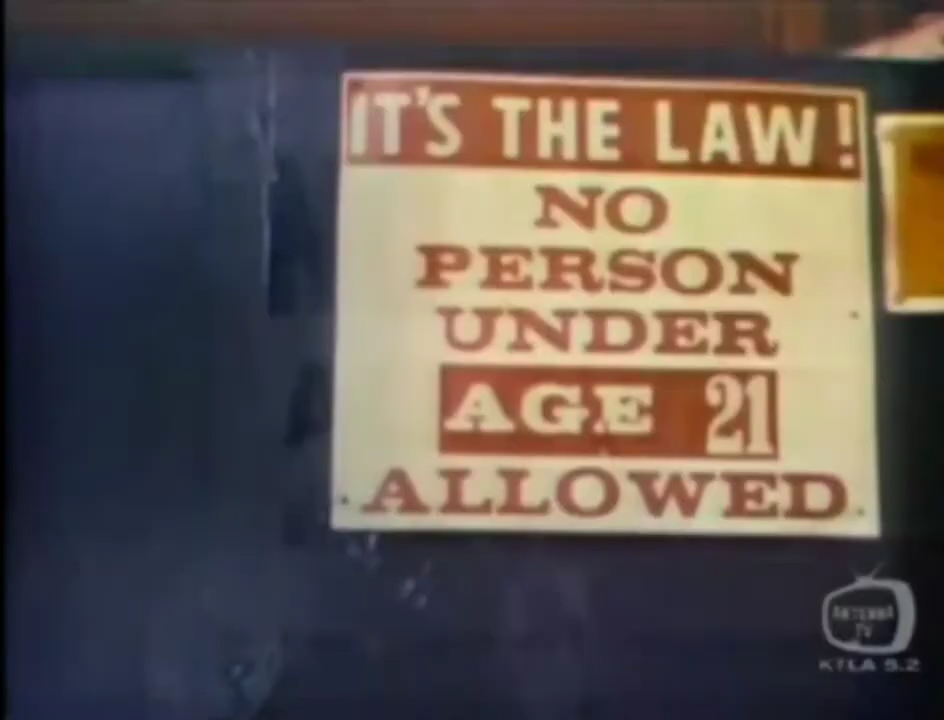 IT'S THE LAW!
NO
PERSON
UNDER
AGE 21
ALLOWED
ANTENNA
TV
KTLA 5.2